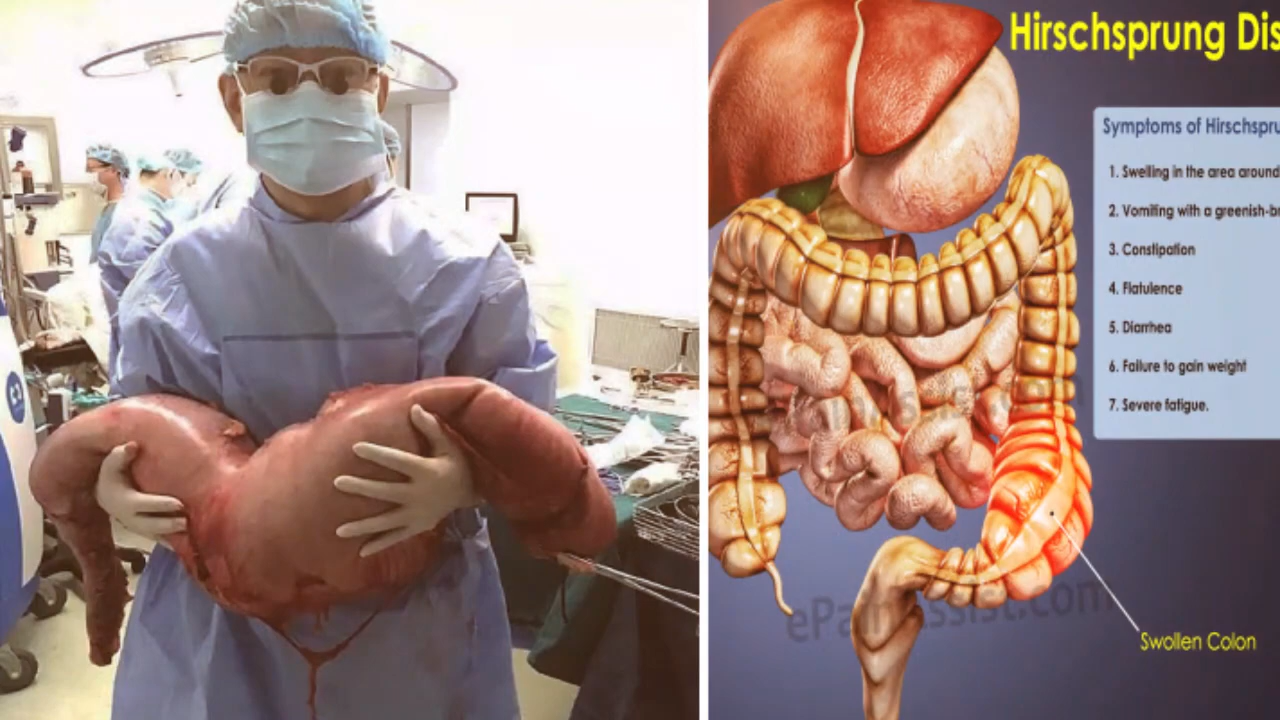 Hirschsprung Dis
Symptoms of Hirschspru
1. Swelling in the area around
2. Vomiting with a greenish-br
3. Constipation
4. Flatulence
5. Diarrhea
6. Failure to gain weight
7. Severe fatigue.
ePainAssist.com
Swollen Colon